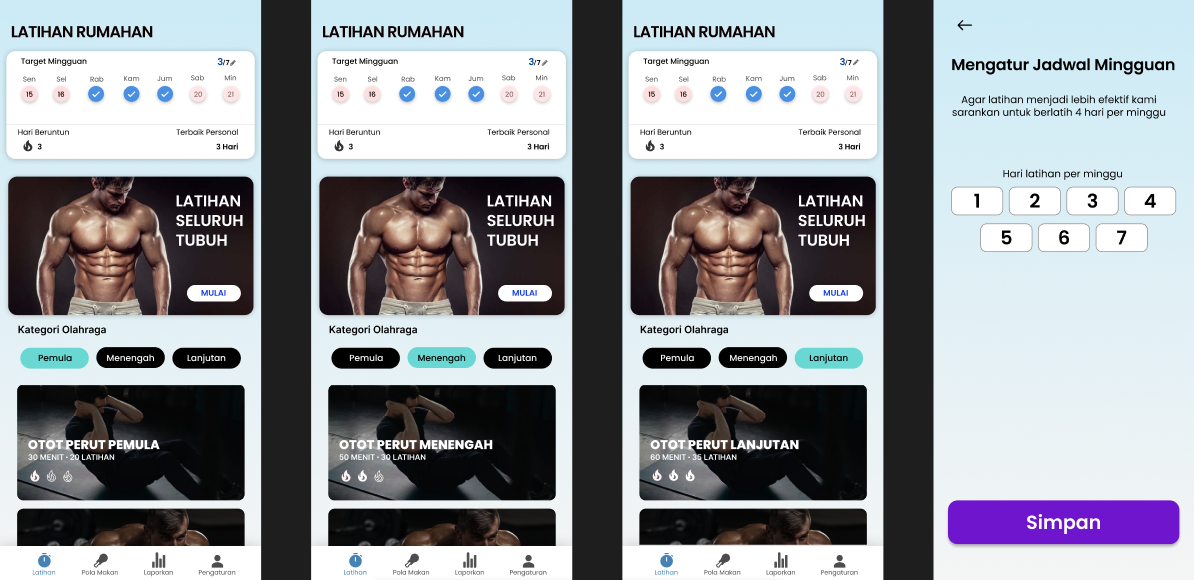 LATIHAN RUMAHAN
Target Mingguan 3/7
Sen Sel Rab Kam Jum Sab Min
15 16 20 21
Hari Beruntun Terbaik Personal
3 3 Hari
LATIHAN
SELURUH
TUBUH
MULAI
Kategori Olahraga
Pemula Menengah Lanjutan
OTOT PERUT PEMULA
30 MENIT • 20 LATIHAN
Latihan Pola Makan Laporkan Pengaturan
LATIHAN RUMAHAN
Target Mingguan 3/7
Sen Sel Rab Kam Jum Sab Min
15 16 20 21
Hari Beruntun Terbaik Personal
3 3 Hari
LATIHAN
SELURUH
TUBUH
MULAI
Kategori Olahraga
Pemula Menengah Lanjutan
OTOT PERUT MENENGAH
50 MENIT • 30 LATIHAN
Latihan Pola Makan Laporkan Pengaturan
LATIHAN RUMAHAN
Target Mingguan 3/7
Sen Sel Rab Kam Jum Sab Min
15 16 20 21
Hari Beruntun Terbaik Personal
3 3 Hari
LATIHAN
SELURUH
TUBUH
MULAI
Kategori Olahraga
Pemula Menengah Lanjutan
OTOT PERUT LANJUTAN
60 MENIT • 35 LATIHAN
Latihan Pola Makan Laporkan Pengaturan
Mengatur Jadwal Mingguan
Agar latihan menjadi lebih efektif kami
sarankan untuk berlatih 4 hari per minggu
Hari latihan per minggu
1 2 3 4
5 6 7
Simpan